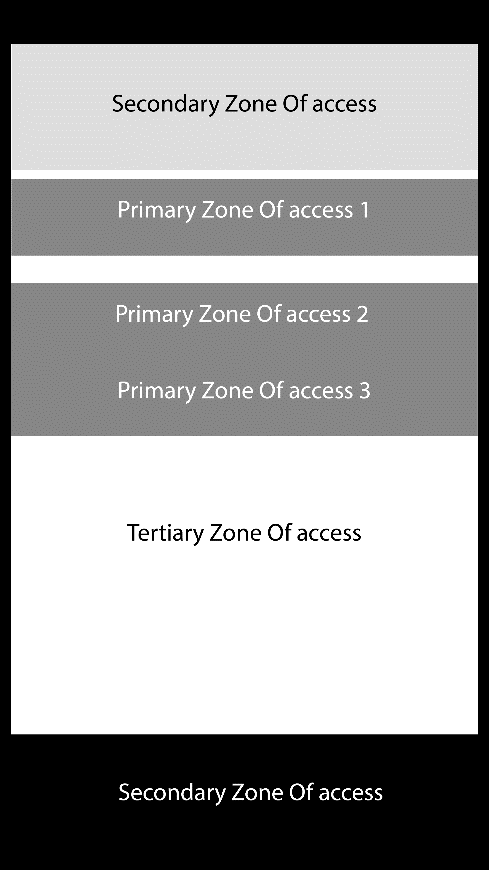 Secondary Zone Of access
Primary Zone Of access 1
Primary Zone Of access 2
Primary Zone Of access 3
Tertiary Zone Of access
Secondary Zone Of access